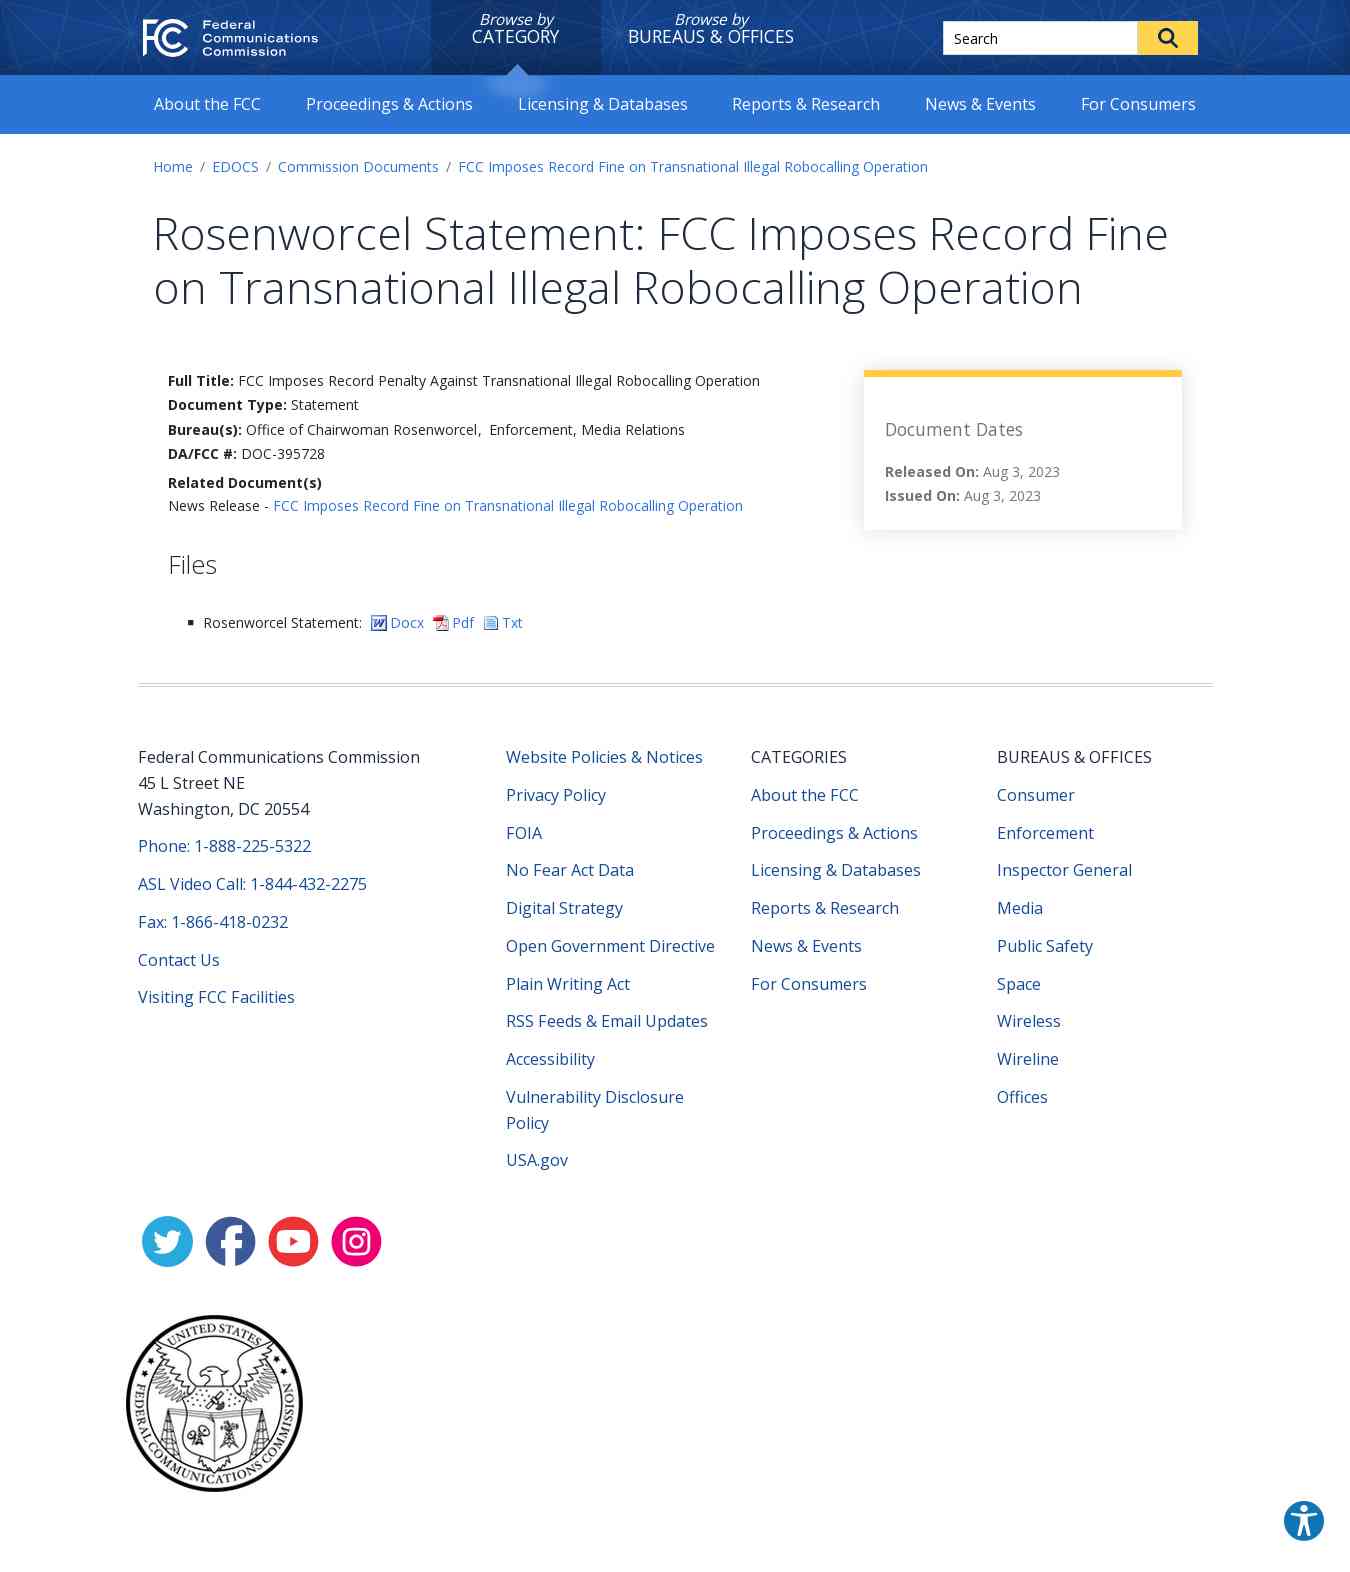 FCC Federal Communications Commission
Browse by CATEGORY
Browse by BUREAUS & OFFICES
Search
About the FCC Proceedings & Actions Licensing & Databases Reports & Research News & Events For Consumers
Home / EDOCS / Commission Documents / FCC Imposes Record Fine on Transnational Illegal Robocalling Operation
Rosenworcel Statement: FCC Imposes Record Fine
on Transnational Illegal Robocalling Operation
Full Title: FCC Imposes Record Penalty Against Transnational Illegal Robocalling Operation
Document Type: Statement
Bureau(s): Office of Chairwoman Rosenworcel, Enforcement, Media Relations
DA/FCC #: DOC-395728
Related Document(s)
News Release - FCC Imposes Record Fine on Transnational Illegal Robocalling Operation
Document Dates
Released On: Aug 3, 2023
Issued On: Aug 3, 2023
Files
Rosenworcel Statement: Docx Pdf Txt
Federal Communications Commission
45 L Street NE
Washington, DC 20554
Phone: 1-888-225-5322
ASL Video Call: 1-844-432-2275
Fax: 1-866-418-0232
Contact Us
Visiting FCC Facilities
Website Policies & Notices
Privacy Policy
FOIA
No Fear Act Data
Digital Strategy
Open Government Directive
Plain Writing Act
RSS Feeds & Email Updates
Accessibility
Vulnerability Disclosure
Policy
USA.gov
CATEGORIES
About the FCC
Proceedings & Actions
Licensing & Databases
Reports & Research
News & Events
For Consumers
BUREAUS & OFFICES
Consumer
Enforcement
Inspector General
Media
Public Safety
Space
Wireless
Wireline
Offices
UNITED STATES
FEDERAL COMMUNICATIONS COMMISSION